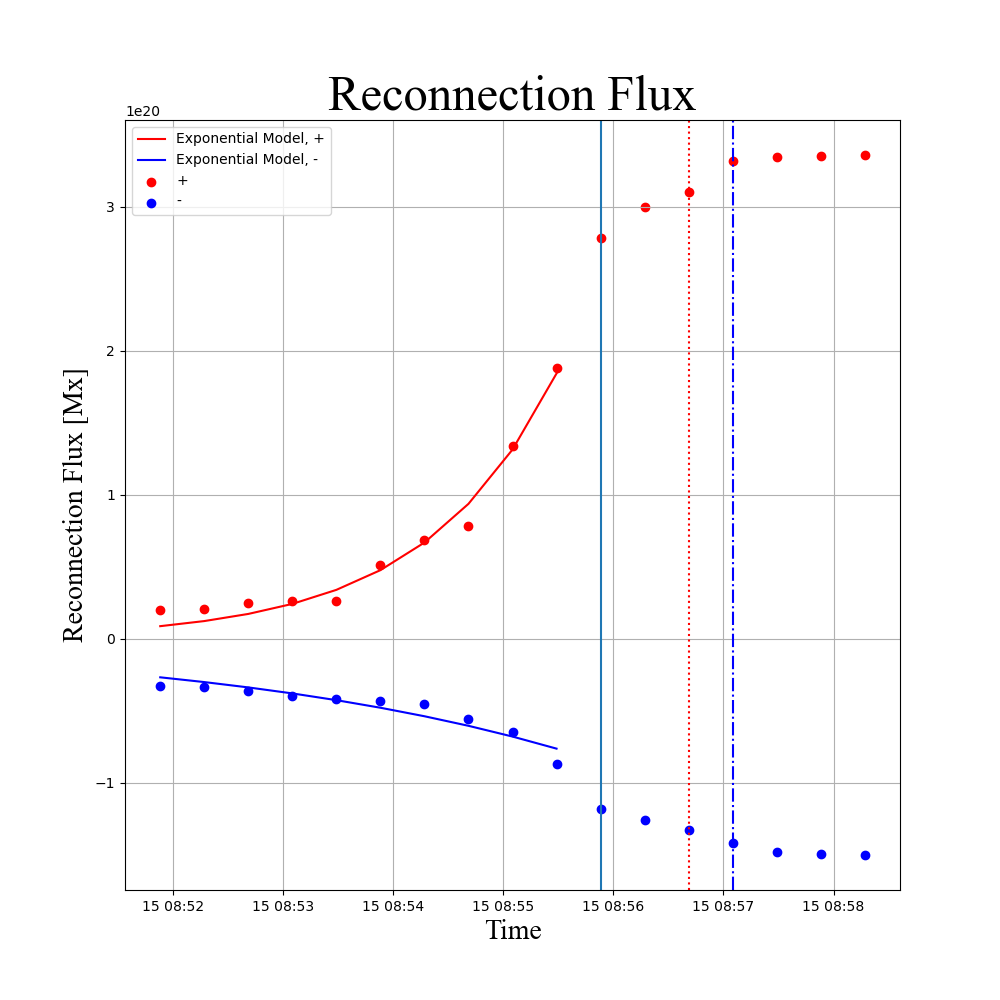 Reconnection Flux
1e20
Exponential Model, +
Exponential Model, -
+
-
3
2
1
0
−1
Reconnection Flux [Mx]
15 08:52 15 08:53 15 08:54 15 08:55 15 08:56 15 08:57 15 08:58
Time